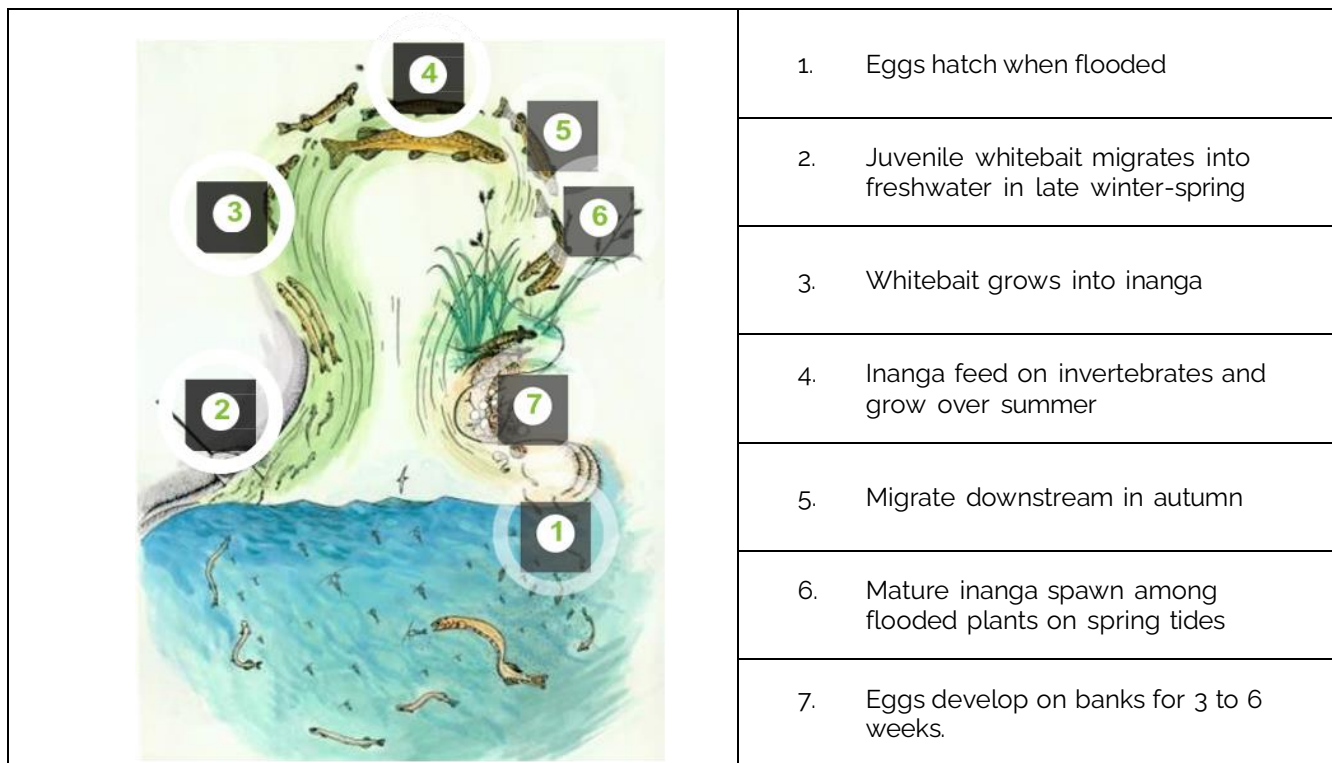 4
5
3
6
2
7
1
1. Eggs hatch when flooded
2. Juvenile whitebait migrates into
freshwater in late winter-spring
3. Whitebait grows into inanga
4. Inanga feed on invertebrates and
grow over summer
5. Migrate downstream in autumn
6. Mature inanga spawn among
flooded plants on spring tides
7. Eggs develop on banks for 3 to 6
weeks.